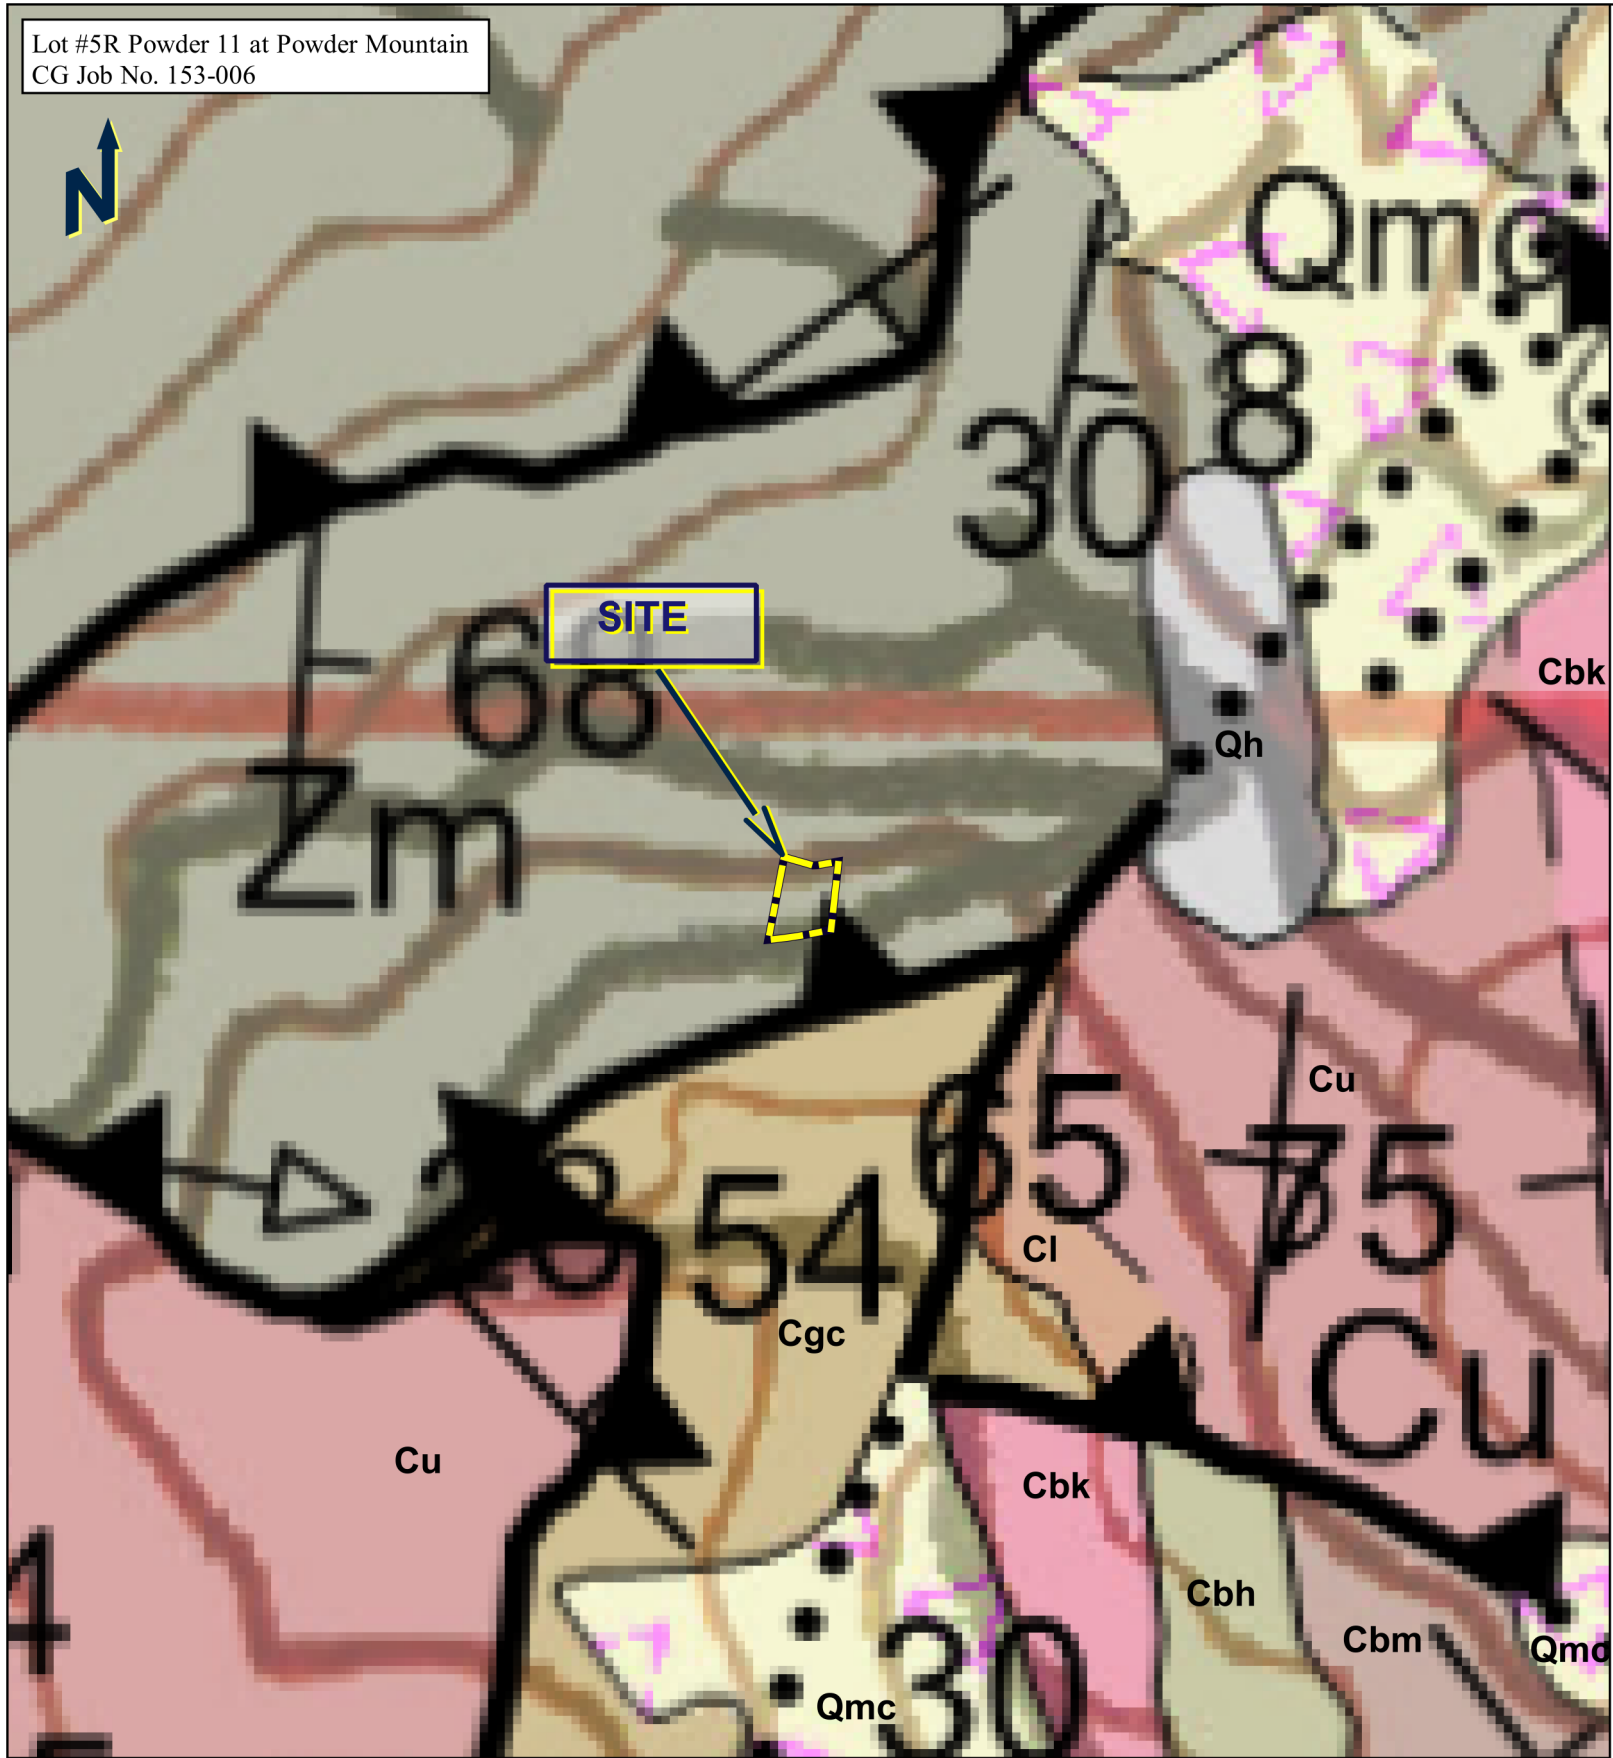 Lot #5R Powder 11 at Powder Mountain
CG Job No. 153-006
N
Qmc
8
30
SITE
68
Cbk
Qh
Zm
Cu
65
75
54
Cl
Cgc
Cu
Cu
Cbk
Cbh
Cbm
Qmc
30
Qmc